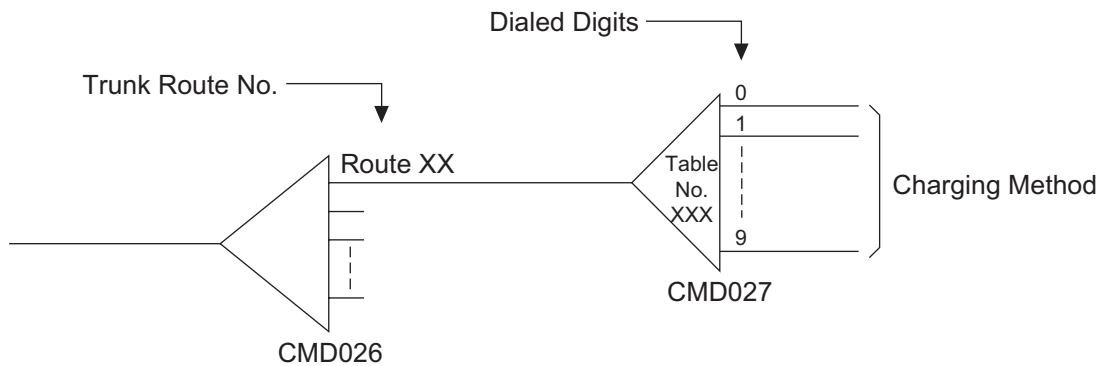 Dialed Digits
Trunk Route No.
0
1
Route XX
Table
No.
XXX
Charging Method
9
CMD027
CMD026